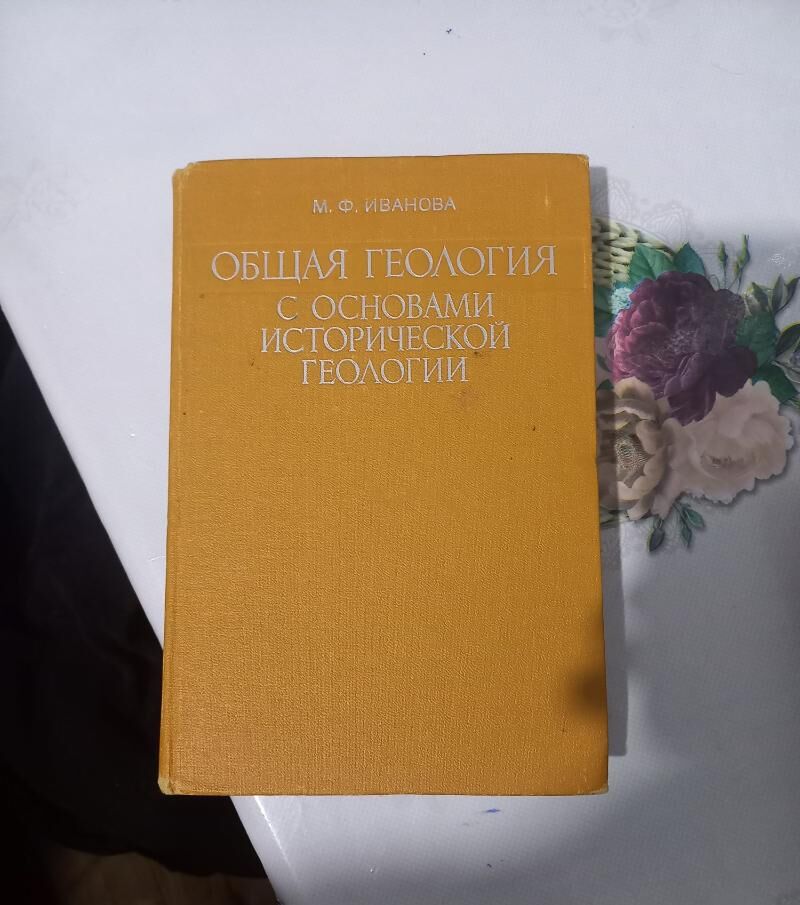 М. Ф. ИВАНОВА
ОБЩАЯ ГЕОЛОГИЯ
С ОСНОВАМИ
ИСТОРИЧЕСКОЙ
ГЕОЛОГИИ